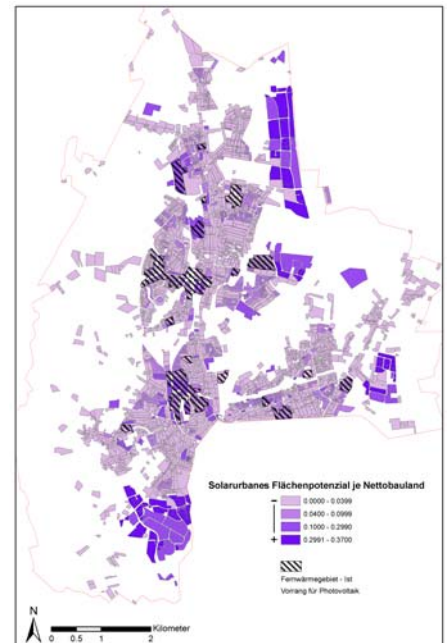 Solarurbanes Flächenpotenzial je Nettobauland
- 0.0000 - 0.0399
0.0400 - 0.0999
0.1000 - 0.2990
+ 0.2991 - 0.3700
Fernwärmegebiet - Ist
Vorrang für Photovoltaik
N
Kilometer
0 0.5 1 2